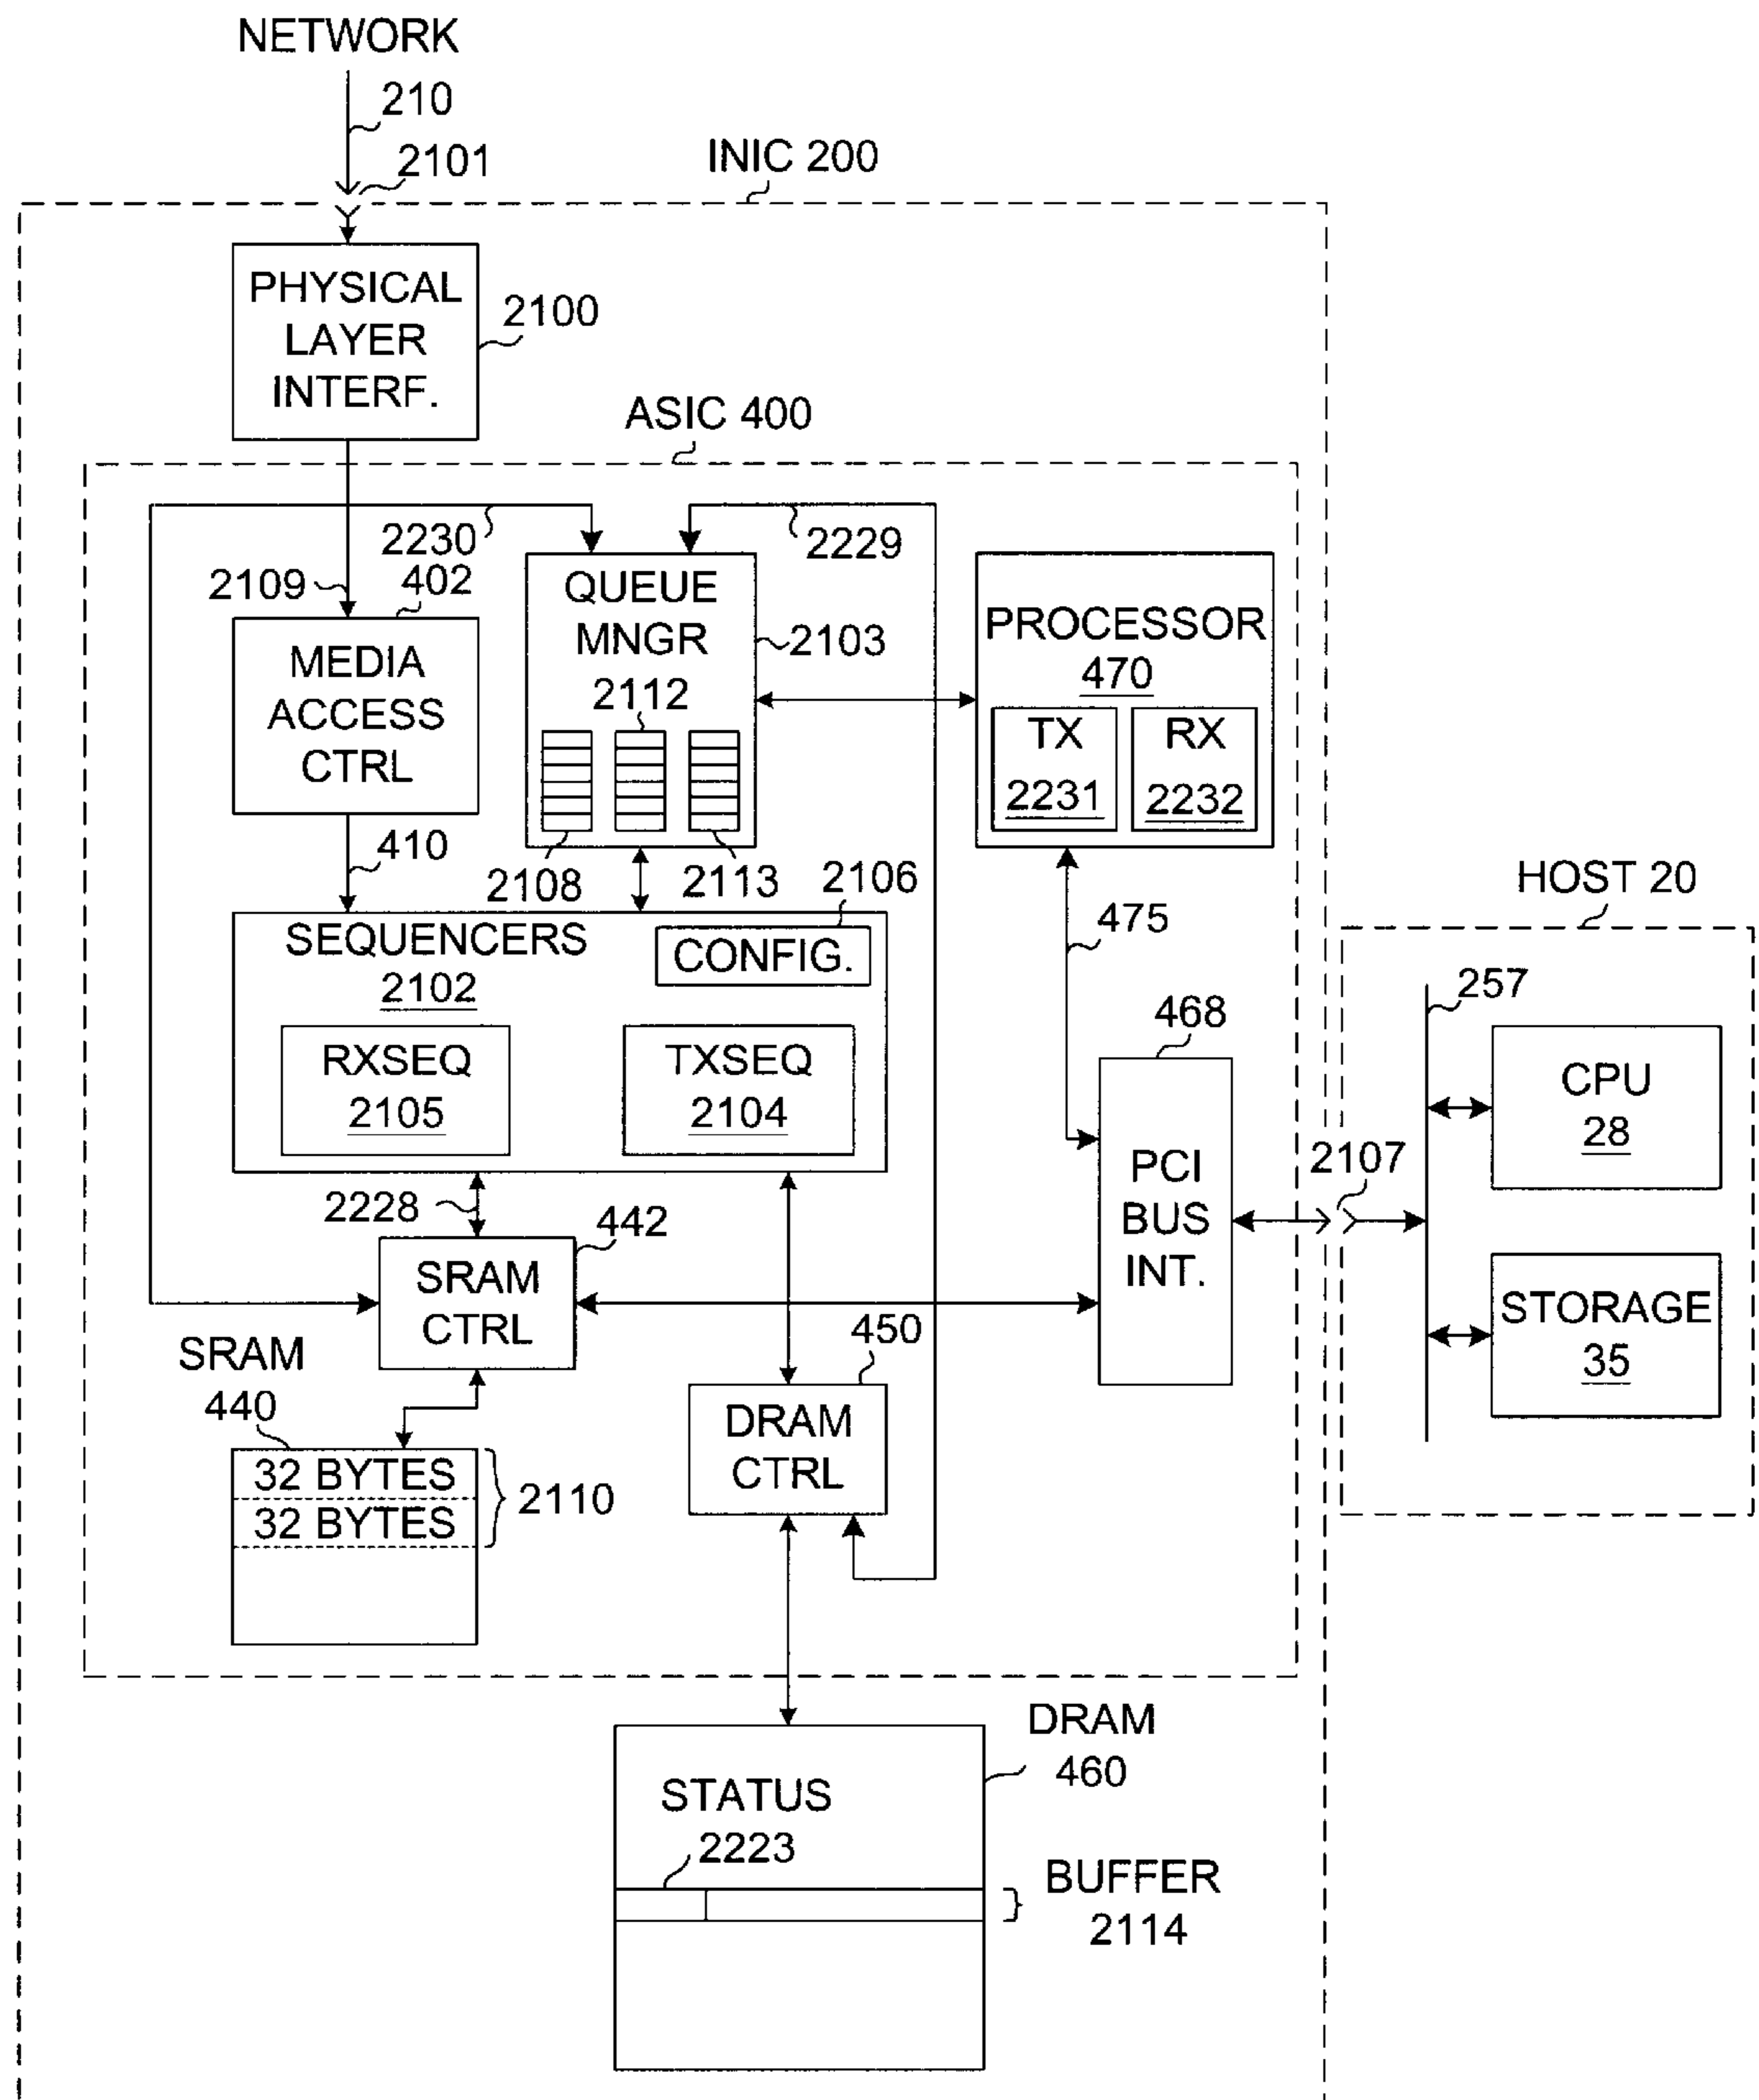 NETWORK
210
2101
INIC 200
PHYSICAL
LAYER
INTERF.
2100
ASIC 400
2230
2229
2109
402
QUEUE
MNGR
2103
2112
PROCESSOR
470
TX
2231
RX
2232
MEDIA
ACCESS
CTRL
410
2108
2113
2106
475
HOST 20
SEQUENCERS
2102
CONFIG.
RXSEQ
2105
TXSEQ
2104
468
257
CPU
28
2107
PCI
BUS
INT.
2228
442
SRAM
CTRL
STORAGE
35
450
SRAM
440
DRAM
CTRL
32 BYTES
32 BYTES
2110
DRAM
460
STATUS
2223
BUFFER
2114